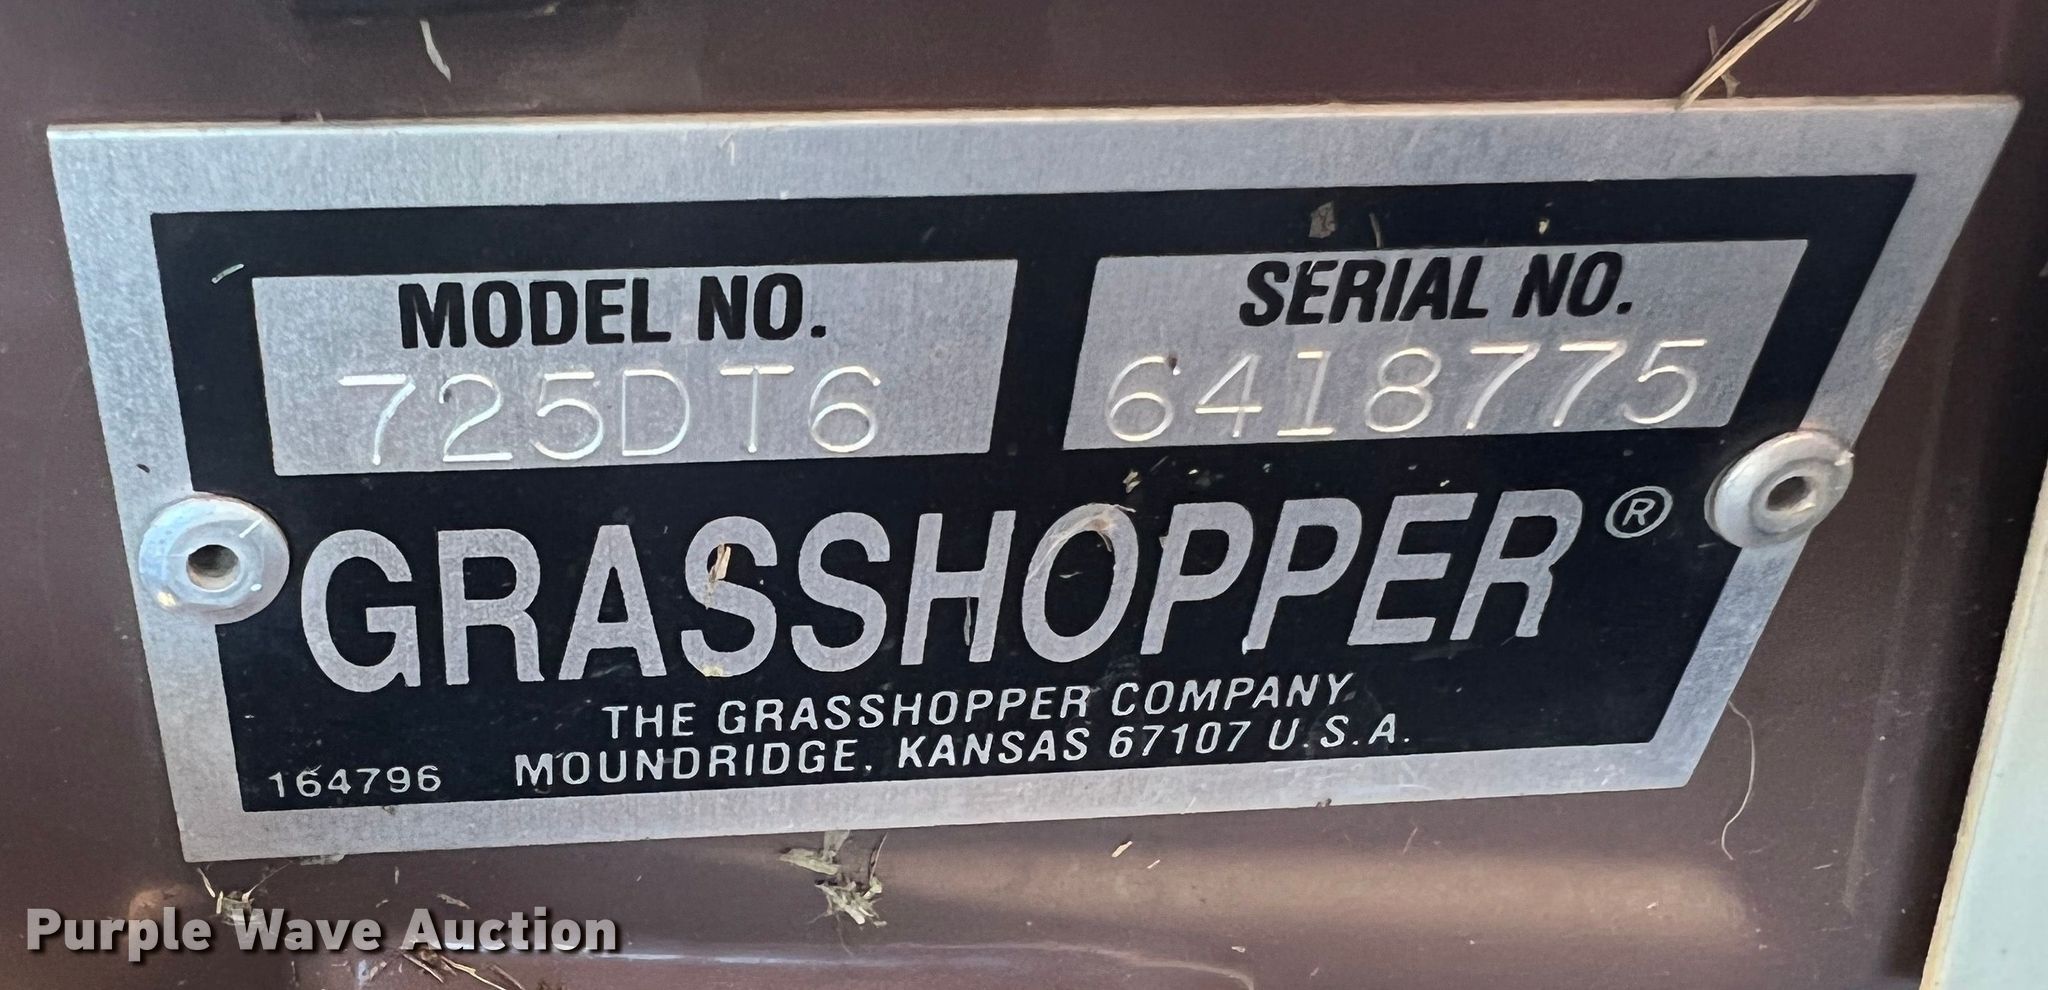 MODEL NO.
725DT6
SERIAL NO.
6418775
GRASSHOPPER®
THE GRASSHOPPER COMPANY
MOUNDRIDGE, KANSAS 67107 U.S.A.
164796
Purple Wave Auction